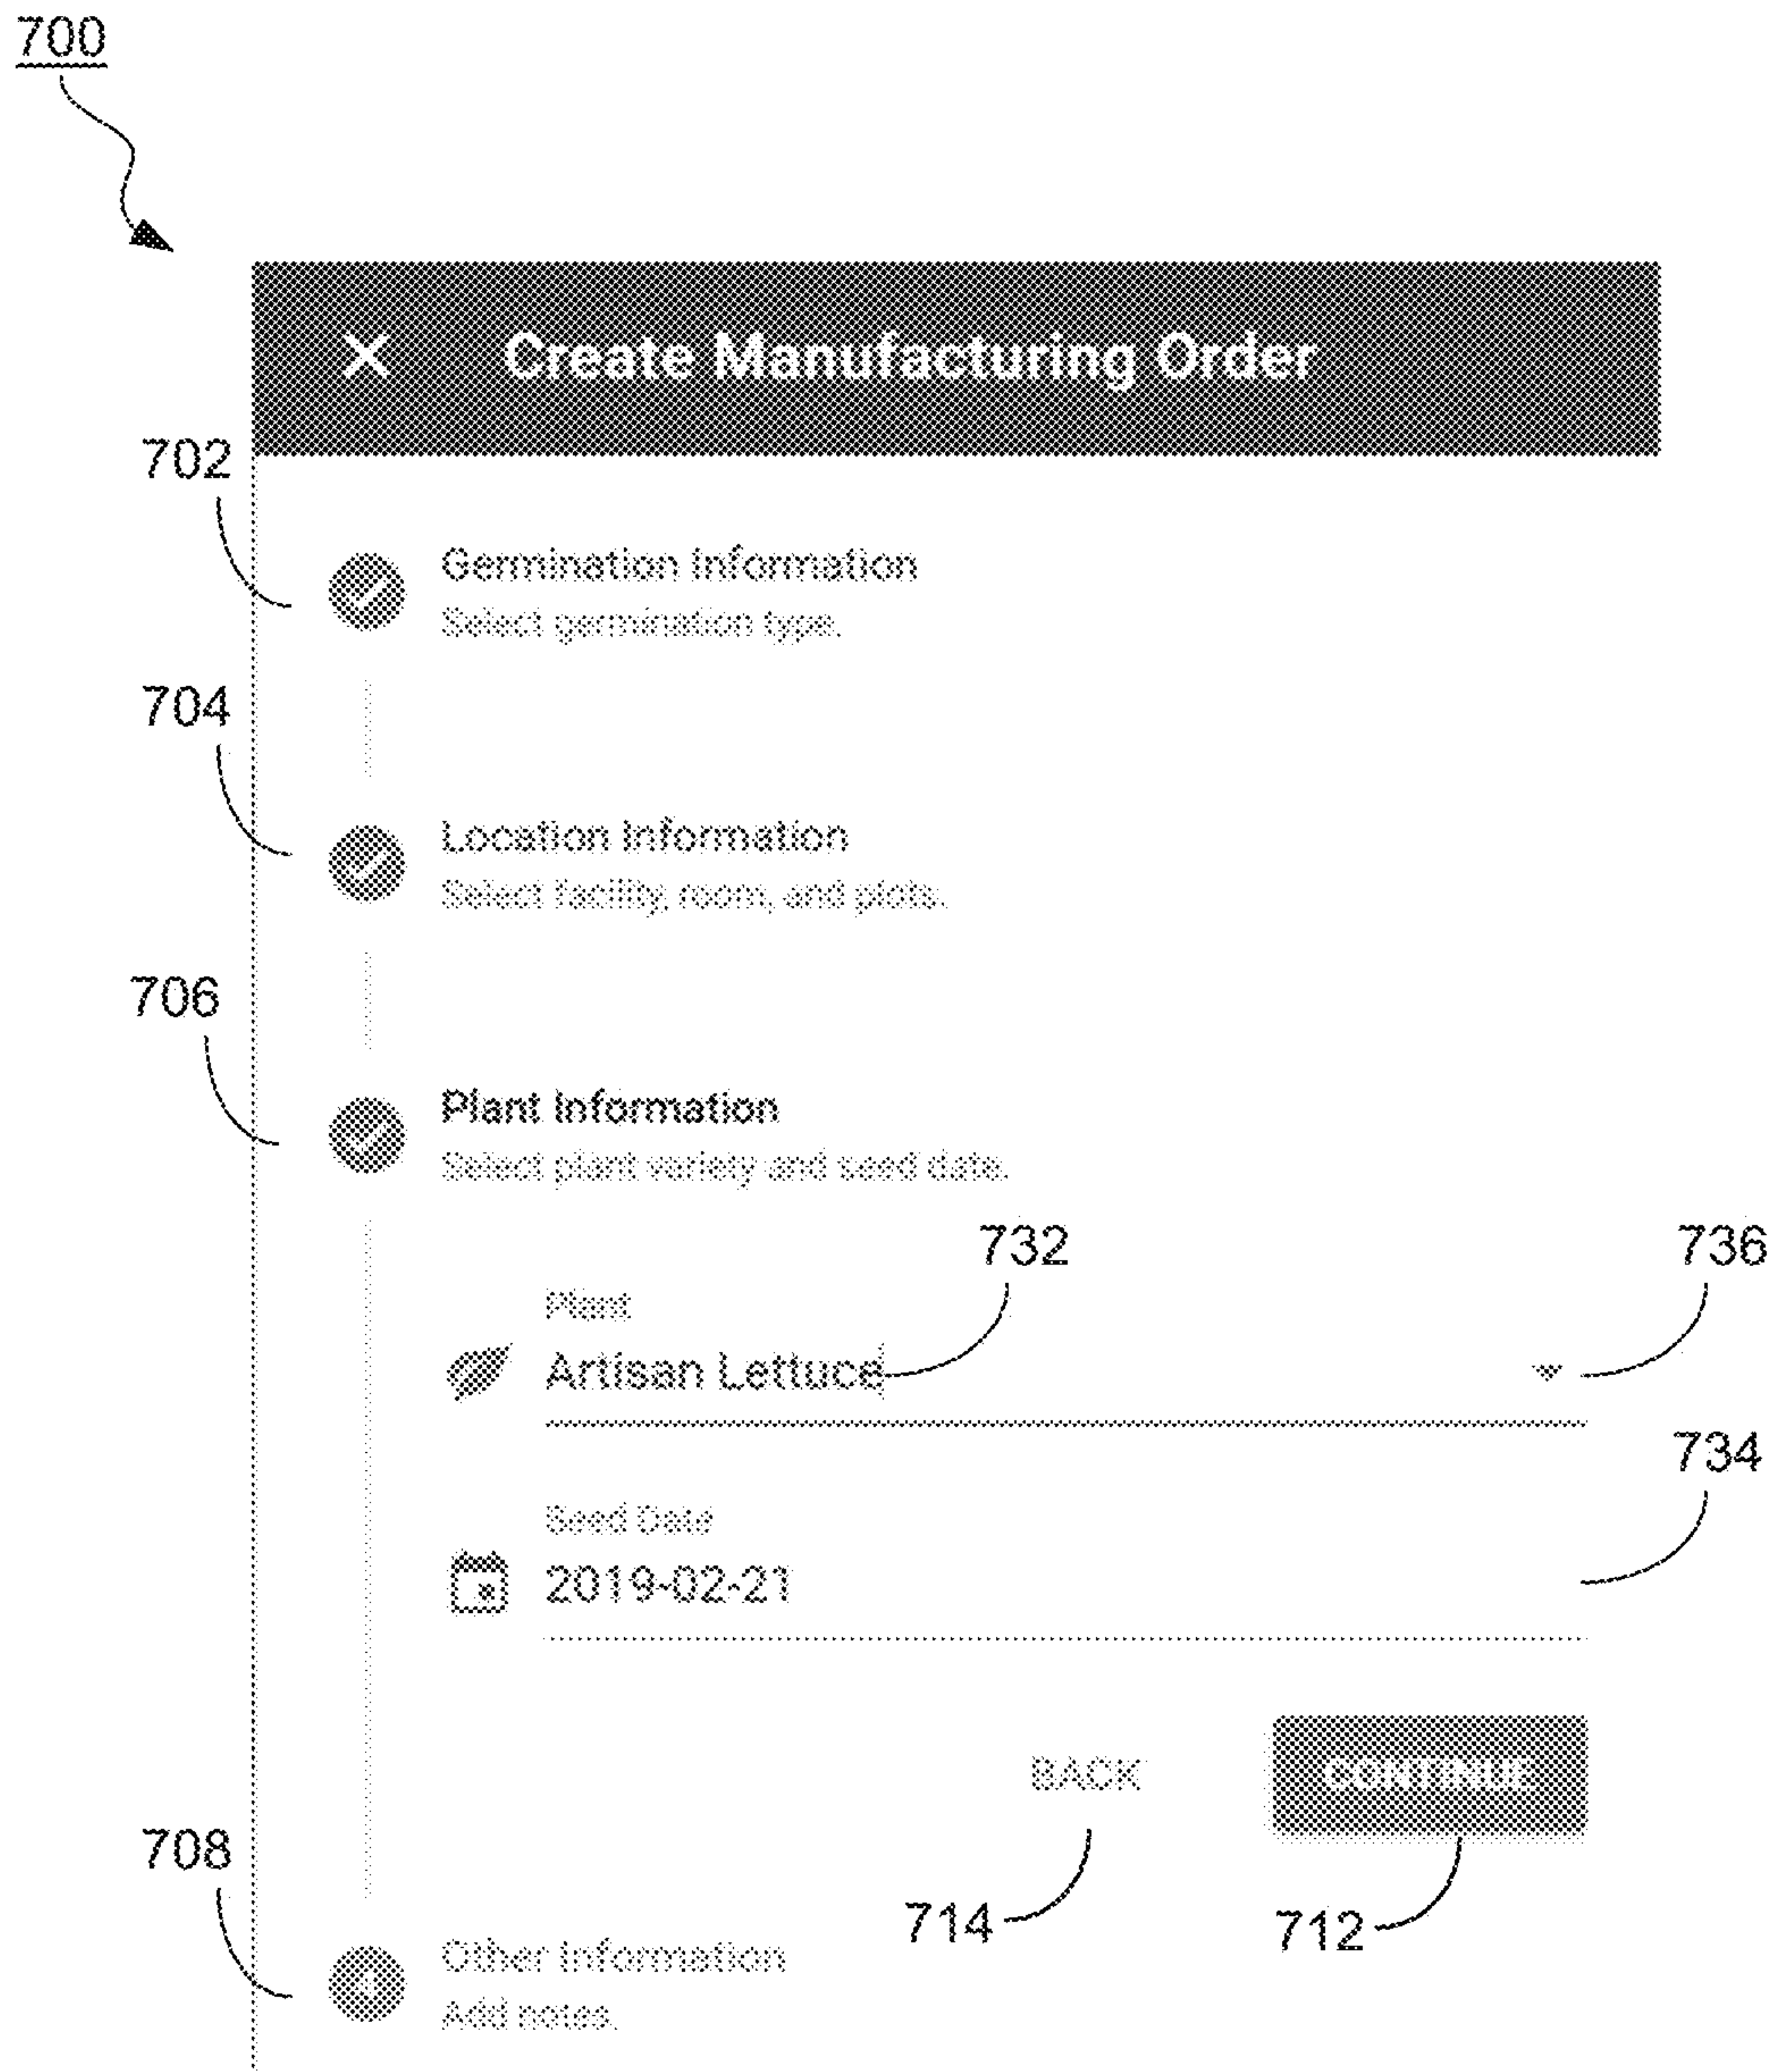 700
Create Manufacturing Order
702
Germination Information
Select germination type.
704
Location Information
Select facility, room, and plots.
706
Plant Information
Select plant variety and seed date.
732
736
Plant
Artisan Lettuce
734
Seed Date
2019-02-21
BACK
CONTINUE
708
714
712
4
Other Information
Add notes.